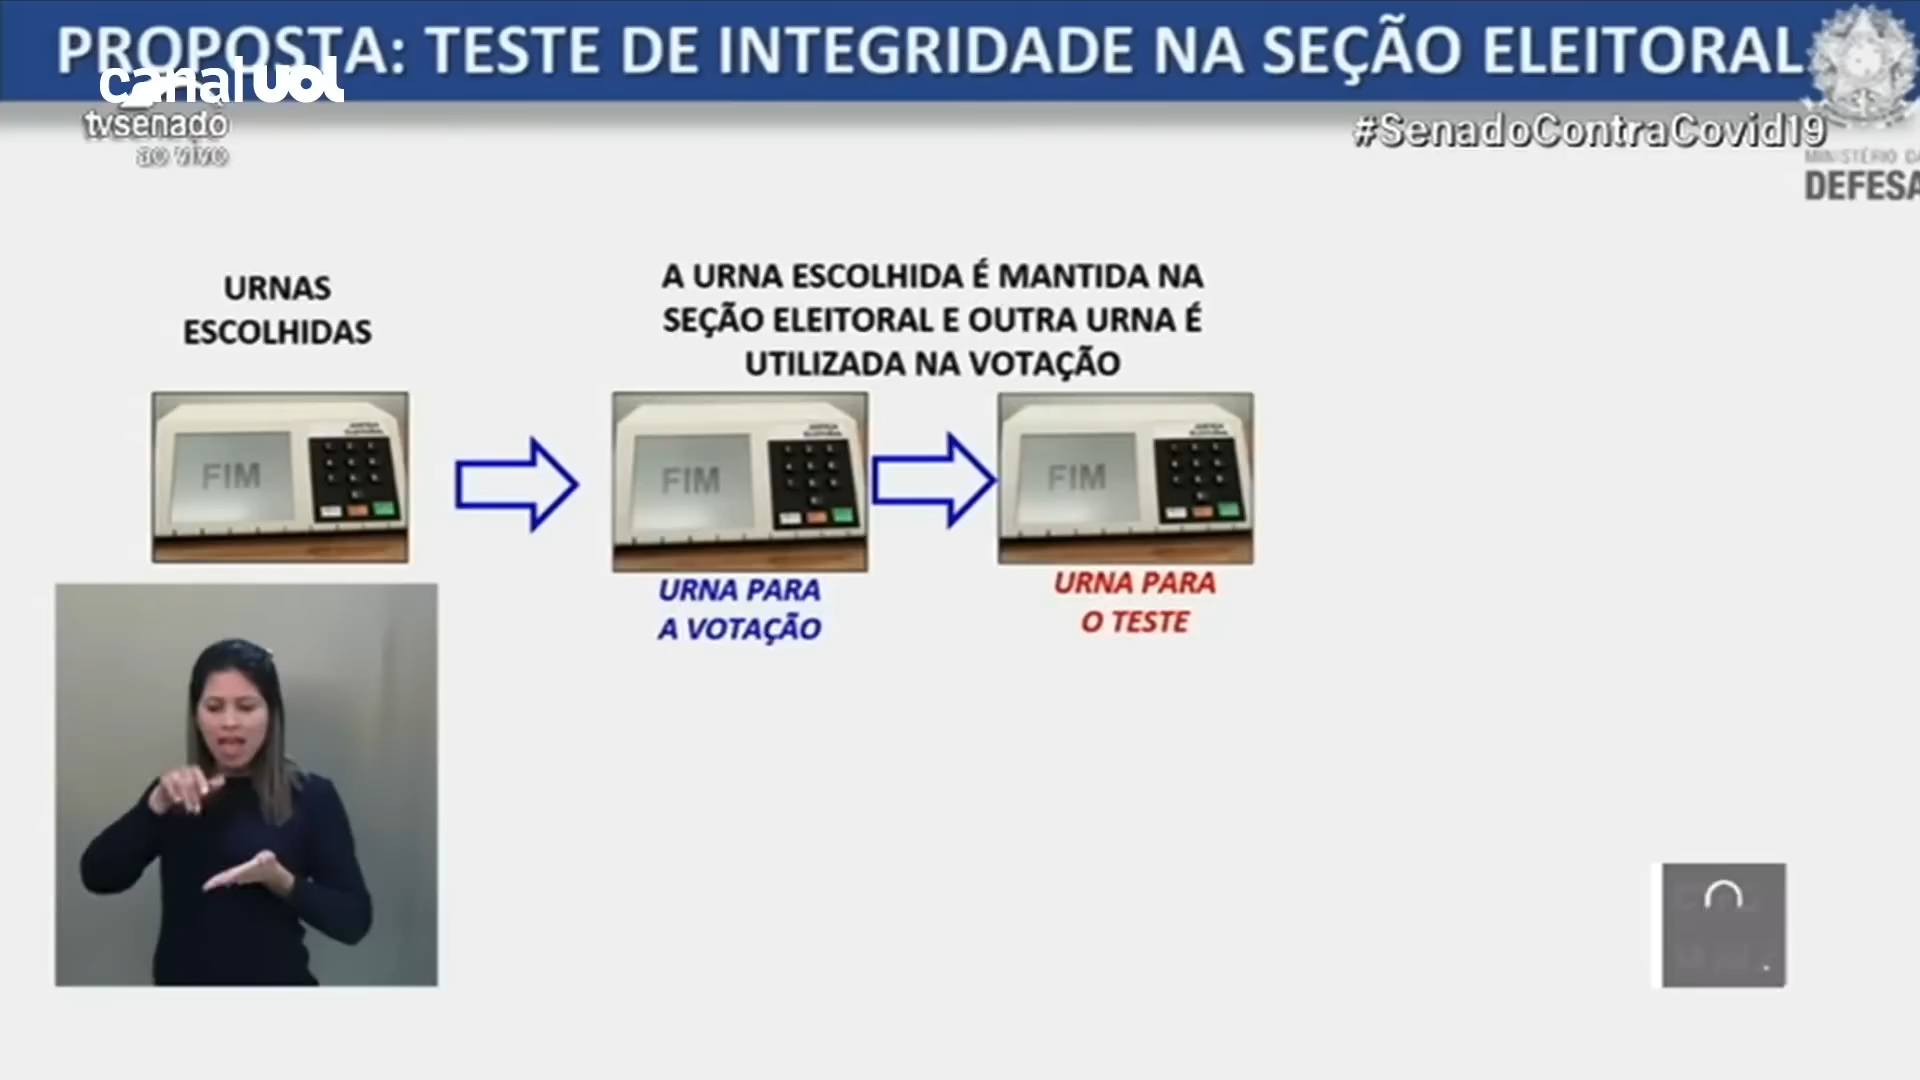 PROPOSTA: TESTE DE INTEGRIDADE NA SEÇÃO ELEITORAL
canal UOL
tvsenado
ao vivo
#SenadoContraCovid19
MINISTÉRIO DA
DEFESA
URNAS
ESCOLHIDAS
A URNA ESCOLHIDA É MANTIDA NA
SEÇÃO ELEITORAL E OUTRA URNA É
UTILIZADA NA VOTAÇÃO
FIM
FIM
FIM
URNA PARA
A VOTAÇÃO
URNA PARA
O TESTE